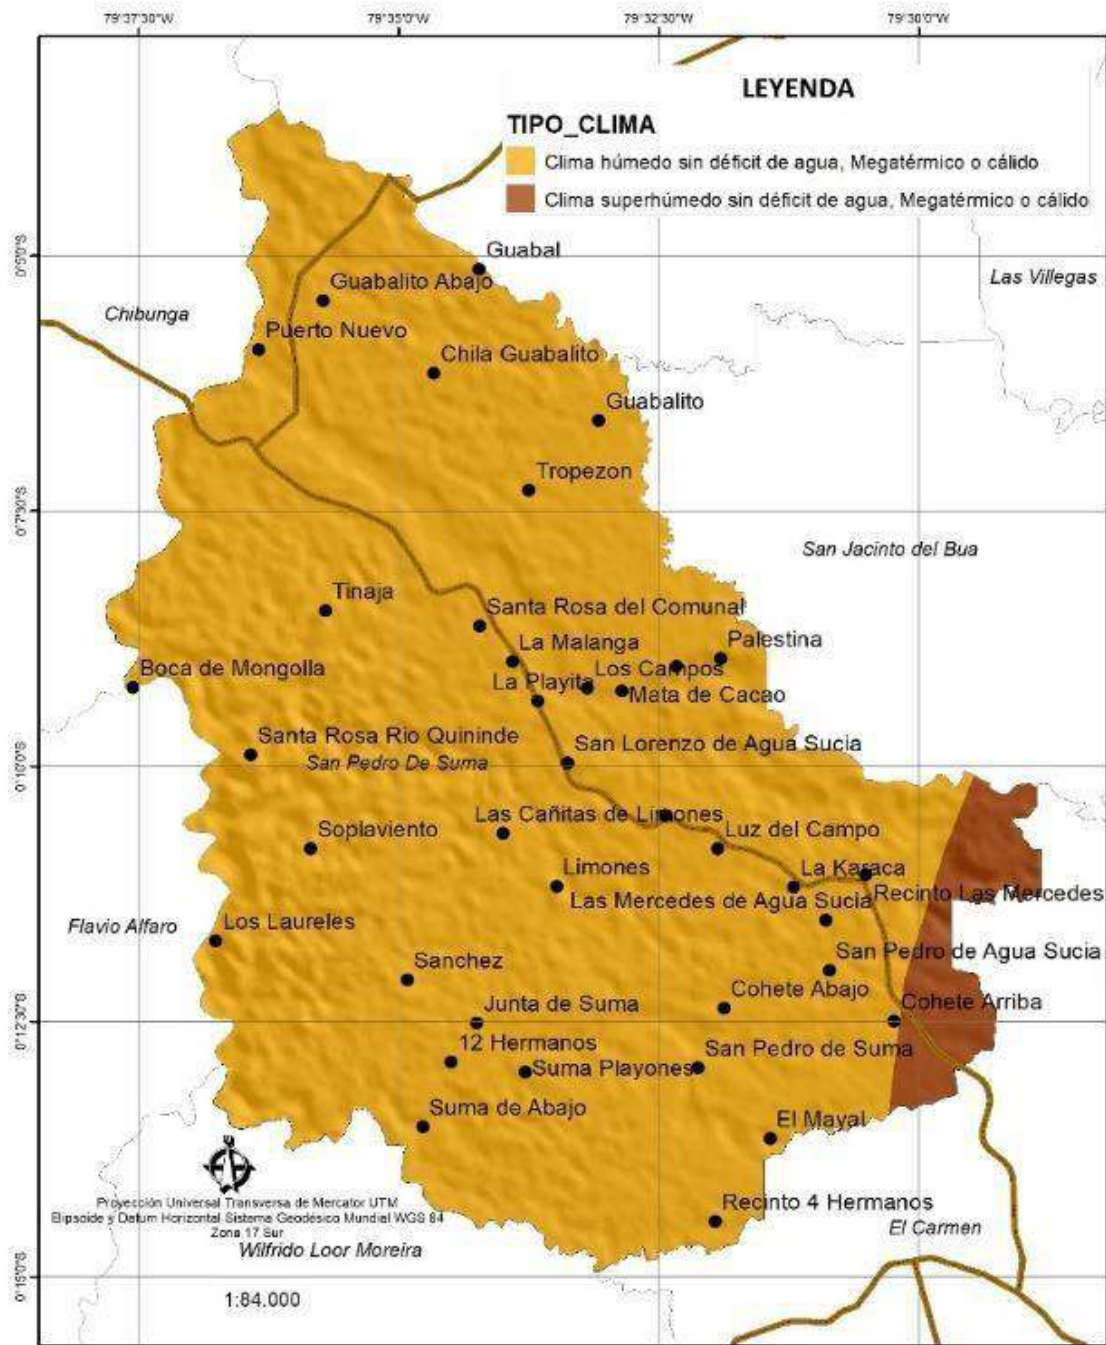 79°37'30"W
79°35'0"W
79°32'30"W
79°30'0"W
LEYENDA
TIPO_CLIMA
Clima húmedo sin déficit de agua, Megatérmico o cálido
Clima superhúmedo sin déficit de agua, Megatérmico o cálido
0°5'0"S
Guabal
Las Villegas
Guabalito Abajo
Chibunga
Puerto Nuevo
Chila Guabalito
Guabalito
Tropezon
0°7'30"S
San Jacinto del Bua
Tinaja
Santa Rosa del Comunal
La Malanga
Palestina
Boca de Mongolla
Los Campos
La Playita
Mata de Cacao
Santa Rosa Rio Quininde
San Lorenzo de Agua Sucia
San Pedro De Suma
0°10'0"S
Las Cañitas de Limones
Soplaviento
Luz del Campo
Limones
La Karaca
Las Mercedes de Agua Sucia
Recinto Las Mercedes
Flavio Alfaro
Los Laureles
Sanchez
San Pedro de Agua Sucia
Cohete Abajo
Junta de Suma
Cohete Arriba
0°12'30"S
12 Hermanos
San Pedro de Suma
Suma Playones
Suma de Abajo
El Mayal
Proyección Universal Transversa de Mercator UTM
Elipsoide y Datum Horizontal Sistema Geodésico Mundial WGS 84
Zona 17 Sur
Recinto 4 Hermanos
El Carmen
Wilfrido Loor Moreira
0°15'0"S
1:84.000